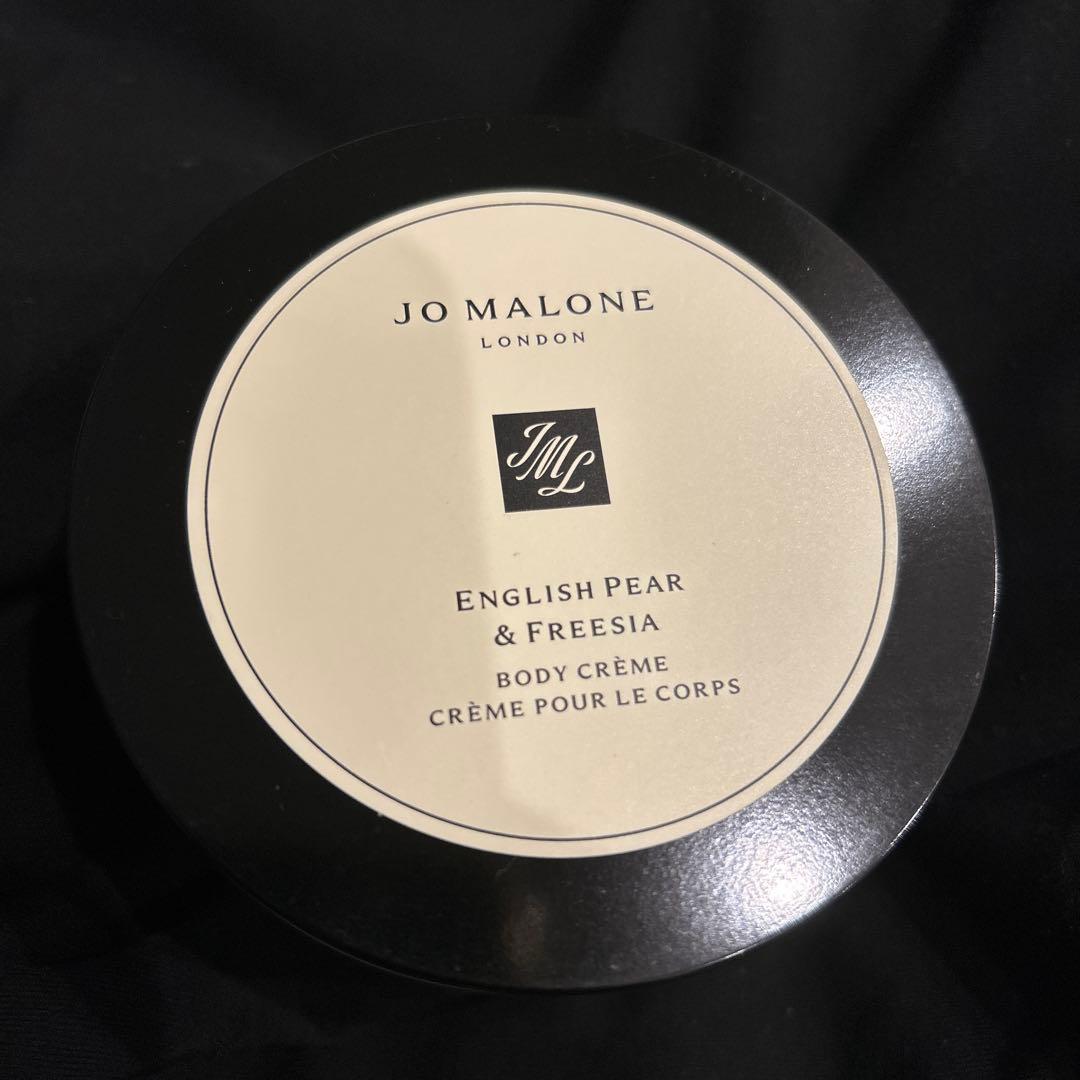 JO MALONE
LONDON
JML
ENGLISH PEAR
& FREESIA
BODY CRÈME
CRÈME POUR LE CORPS